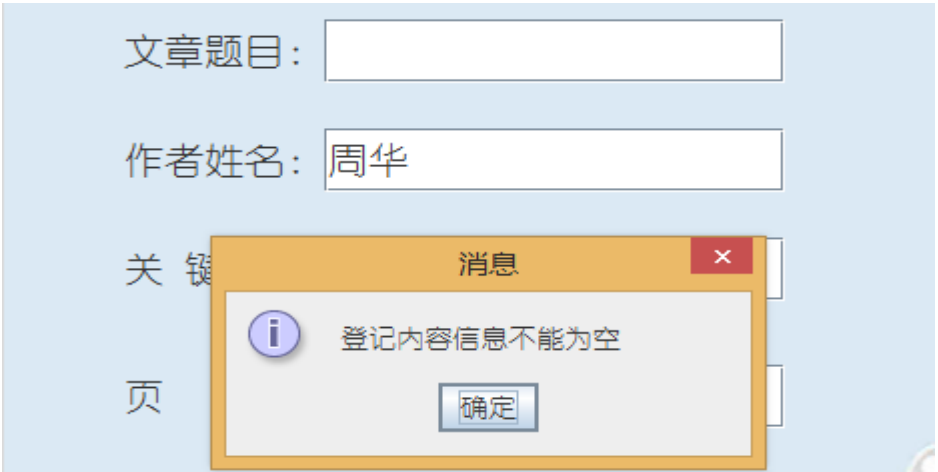 文章题目：
作者姓名： 周华
关 键
消息
登记内容信息不能为空
确定
页